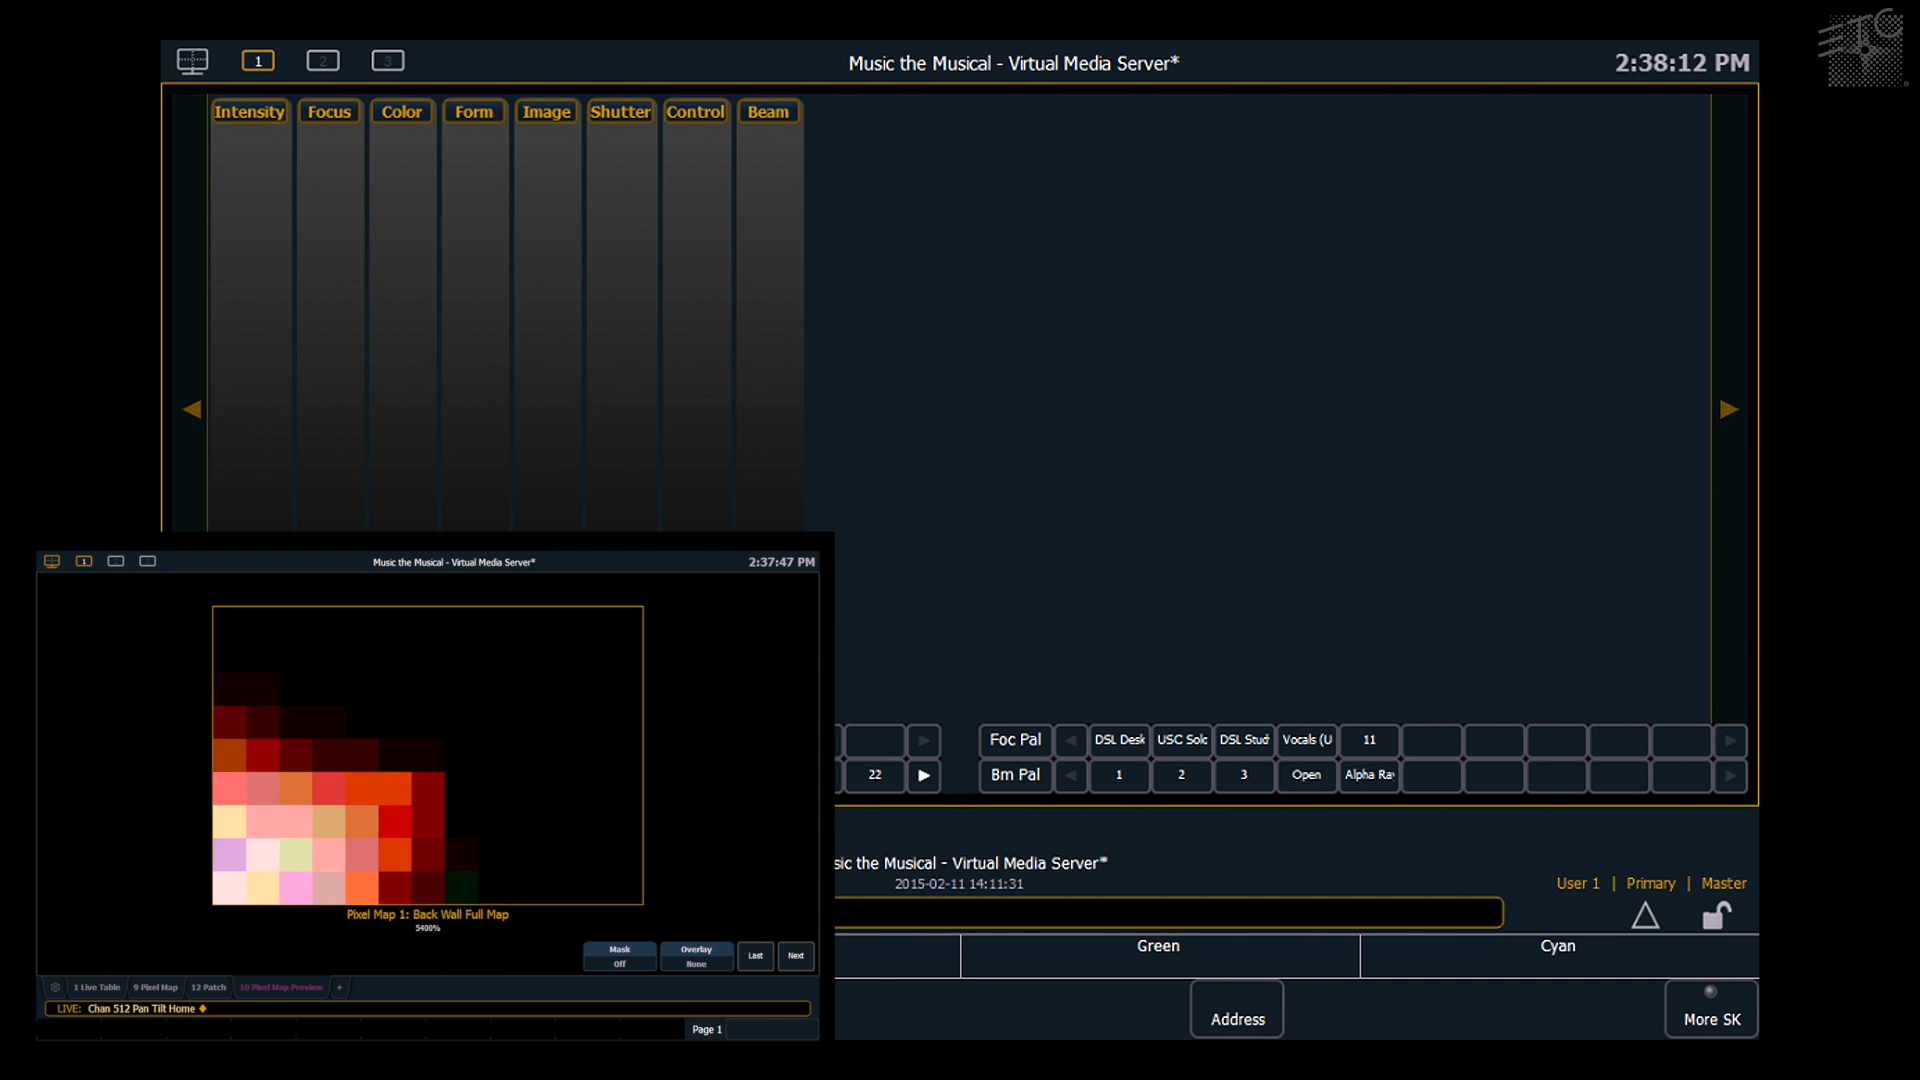 ETC
1 2 3 Music the Musical - Virtual Media Server* 2:38:12 PM
Intensity Focus Color Form Image Shutter Control Beam
Music the Musical - Virtual Media Server* 2:37:47 PM
1
Pixel Map 1: Back Wall Full Map
5400%
Mask Overlay Last Next
Off None
1 Live Table 9 Pixel Map 12 Patch 10 Pixel Map Preview +
LIVE: Chan 512 Pan Tilt Home
Page 1
Foc Pal DSL Desk USC Solo DSL Stud Vocals (U 11
22 Bm Pal 1 2 3 Open Alpha Ray
sic the Musical - Virtual Media Server*
2015-02-11 14:11:31
User 1 | Primary | Master
Green Cyan
Address More SK